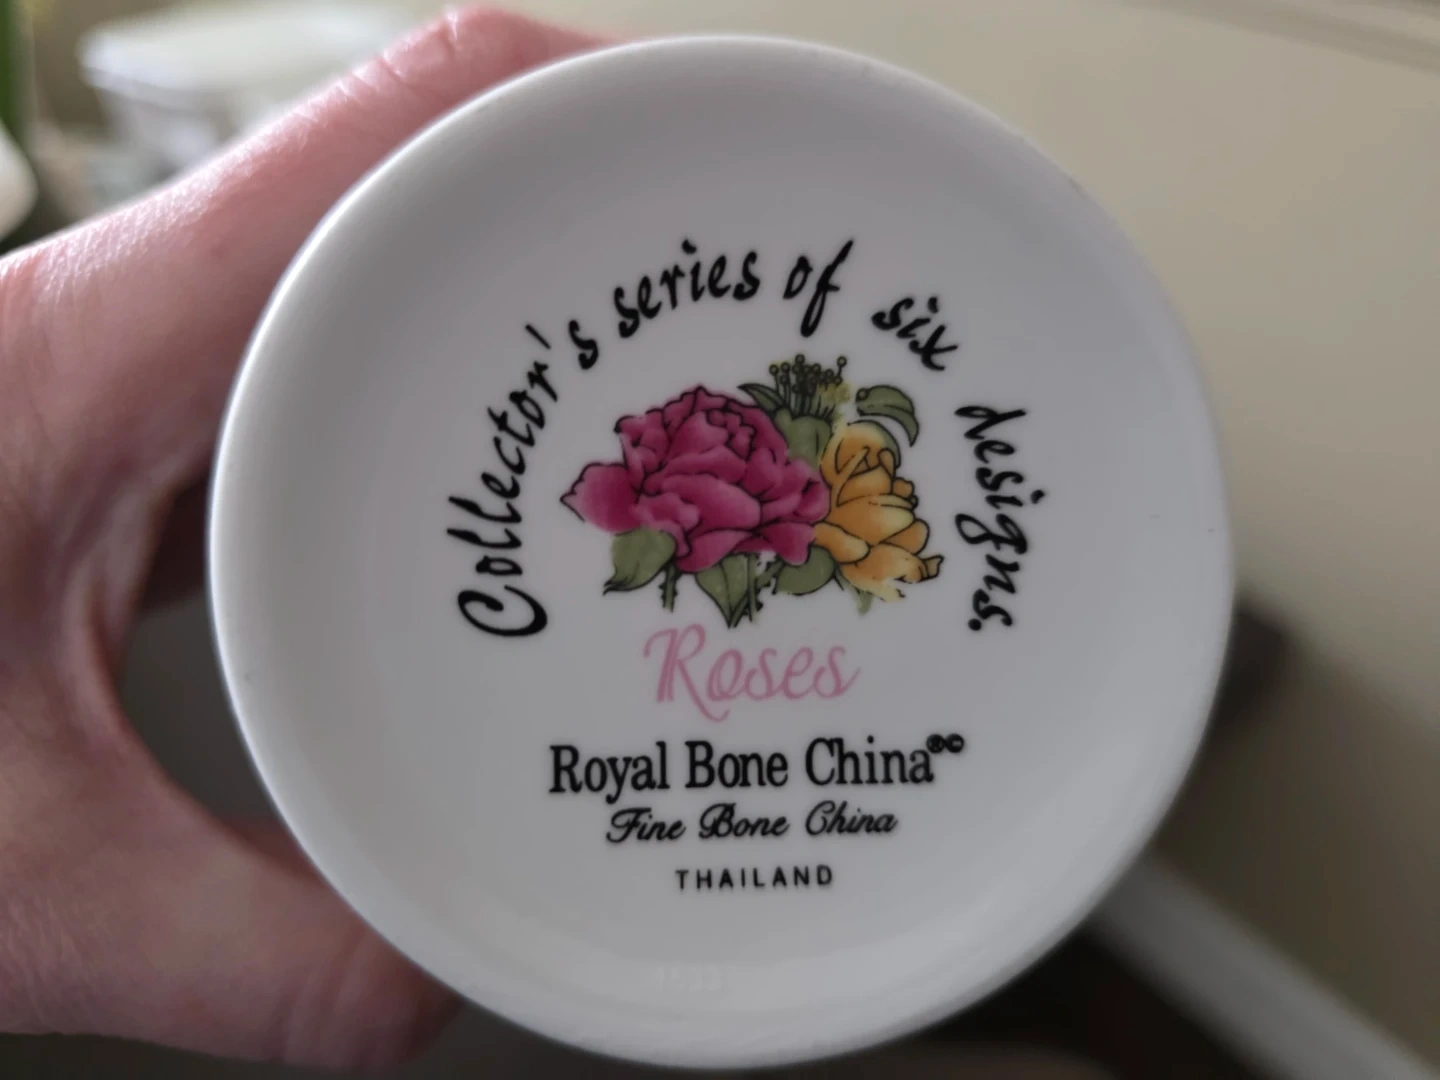 Collector's series of six designs.
Roses
Royal Bone China®©
Fine Bone China
THAILAND